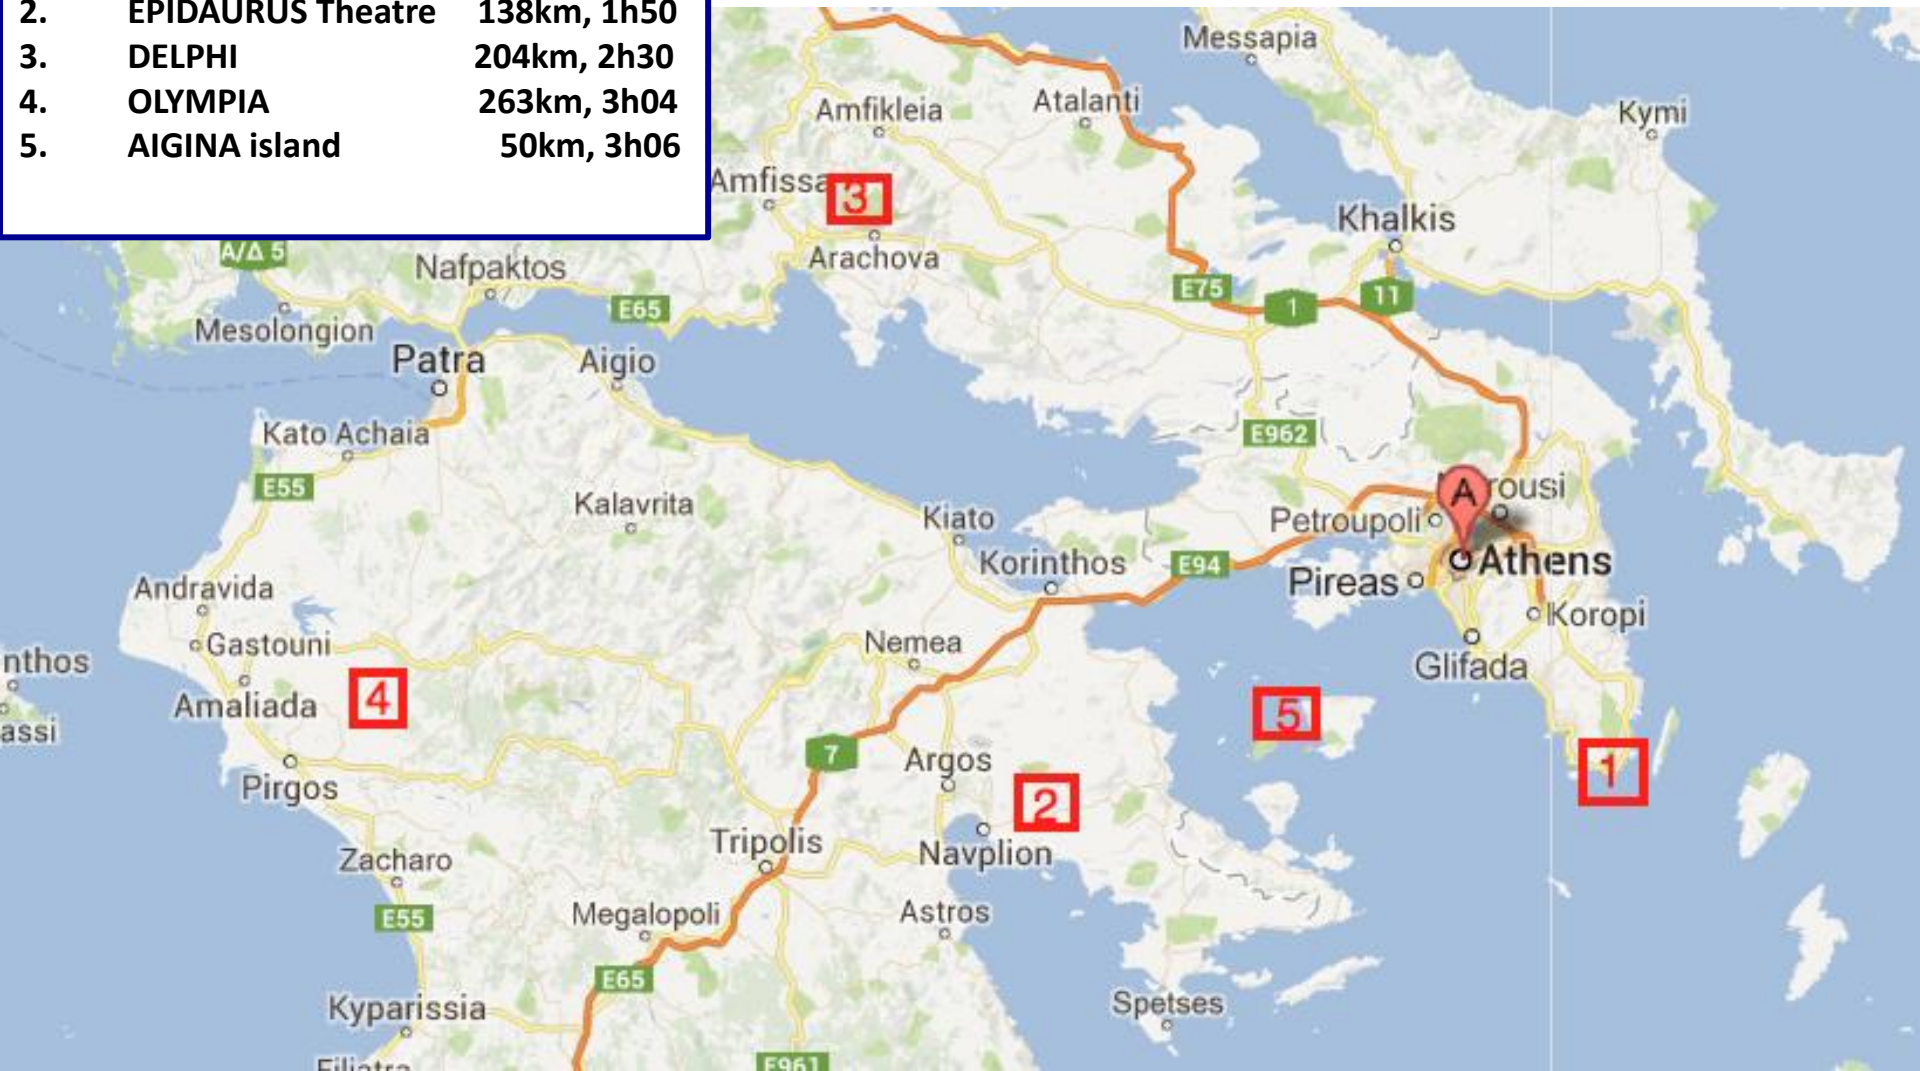 2. EPIDAURUS Theatre 138km, 1h50
3. DELPHI 204km, 2h30
4. OLYMPIA 263km, 3h04
5. AIGINA island 50km, 3h06
Messapia
Amfikleia
Atalanti
Kymi
Amfissa
3
Khalkis
A/Δ 5
Nafpaktos
Arachova
E75
1
11
E65
Mesolongion
Patra
Aigio
Kato Achaia
E962
E55
A
rousi
Kalavrita
Kiato
Petroupoli
Korinthos
E94
Athens
Pireas
Andravida
Koropi
Gastouni
Nemea
nthos
Glifada
4
Amaliada
5
assi
7
Argos
1
Pirgos
2
Tripolis
Navplion
Zacharo
E55
Megalopoli
Astros
E65
Kyparissia
Spetses
Filiatra
E961